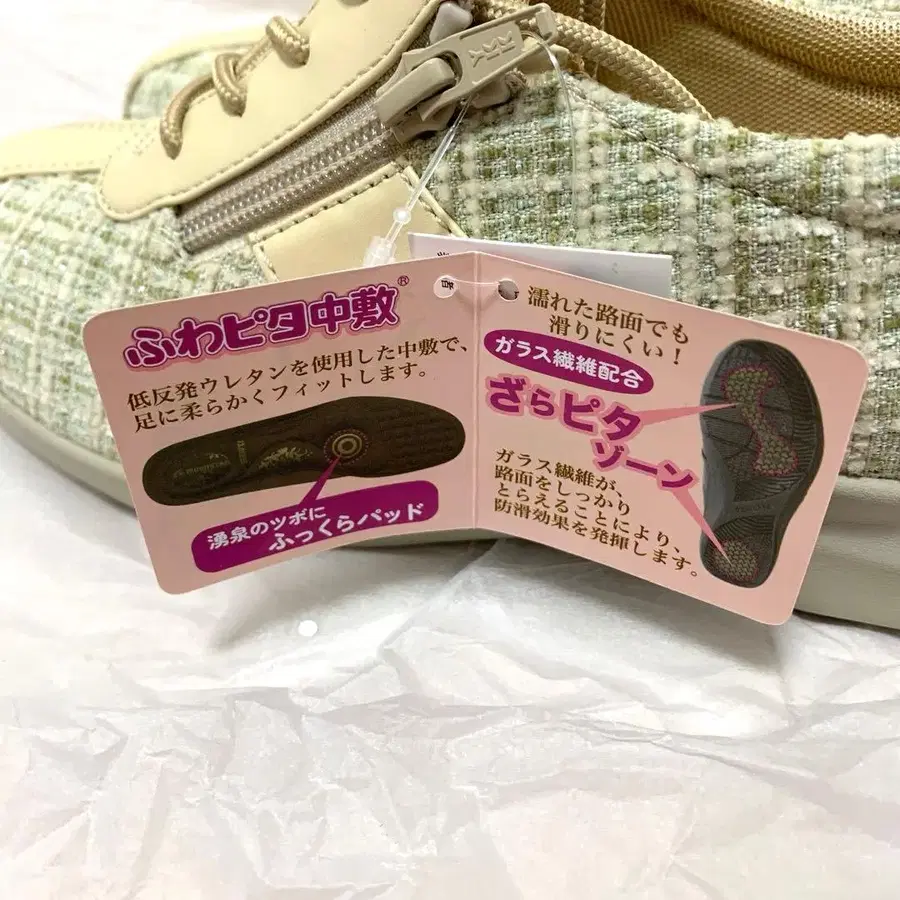 YKK
ふわピタ中敷®
低反発ウレタンを使用した中敷で、
足に柔らかくフィットします。
湧泉のツボに
ふっくらパッド
濡れた路面でも
滑りにくい！
ガラス繊維配合
ざらピタ
ゾーン
ガラス繊維が、
路面をしっかり
とらえることにより、
防滑効果を発揮します。